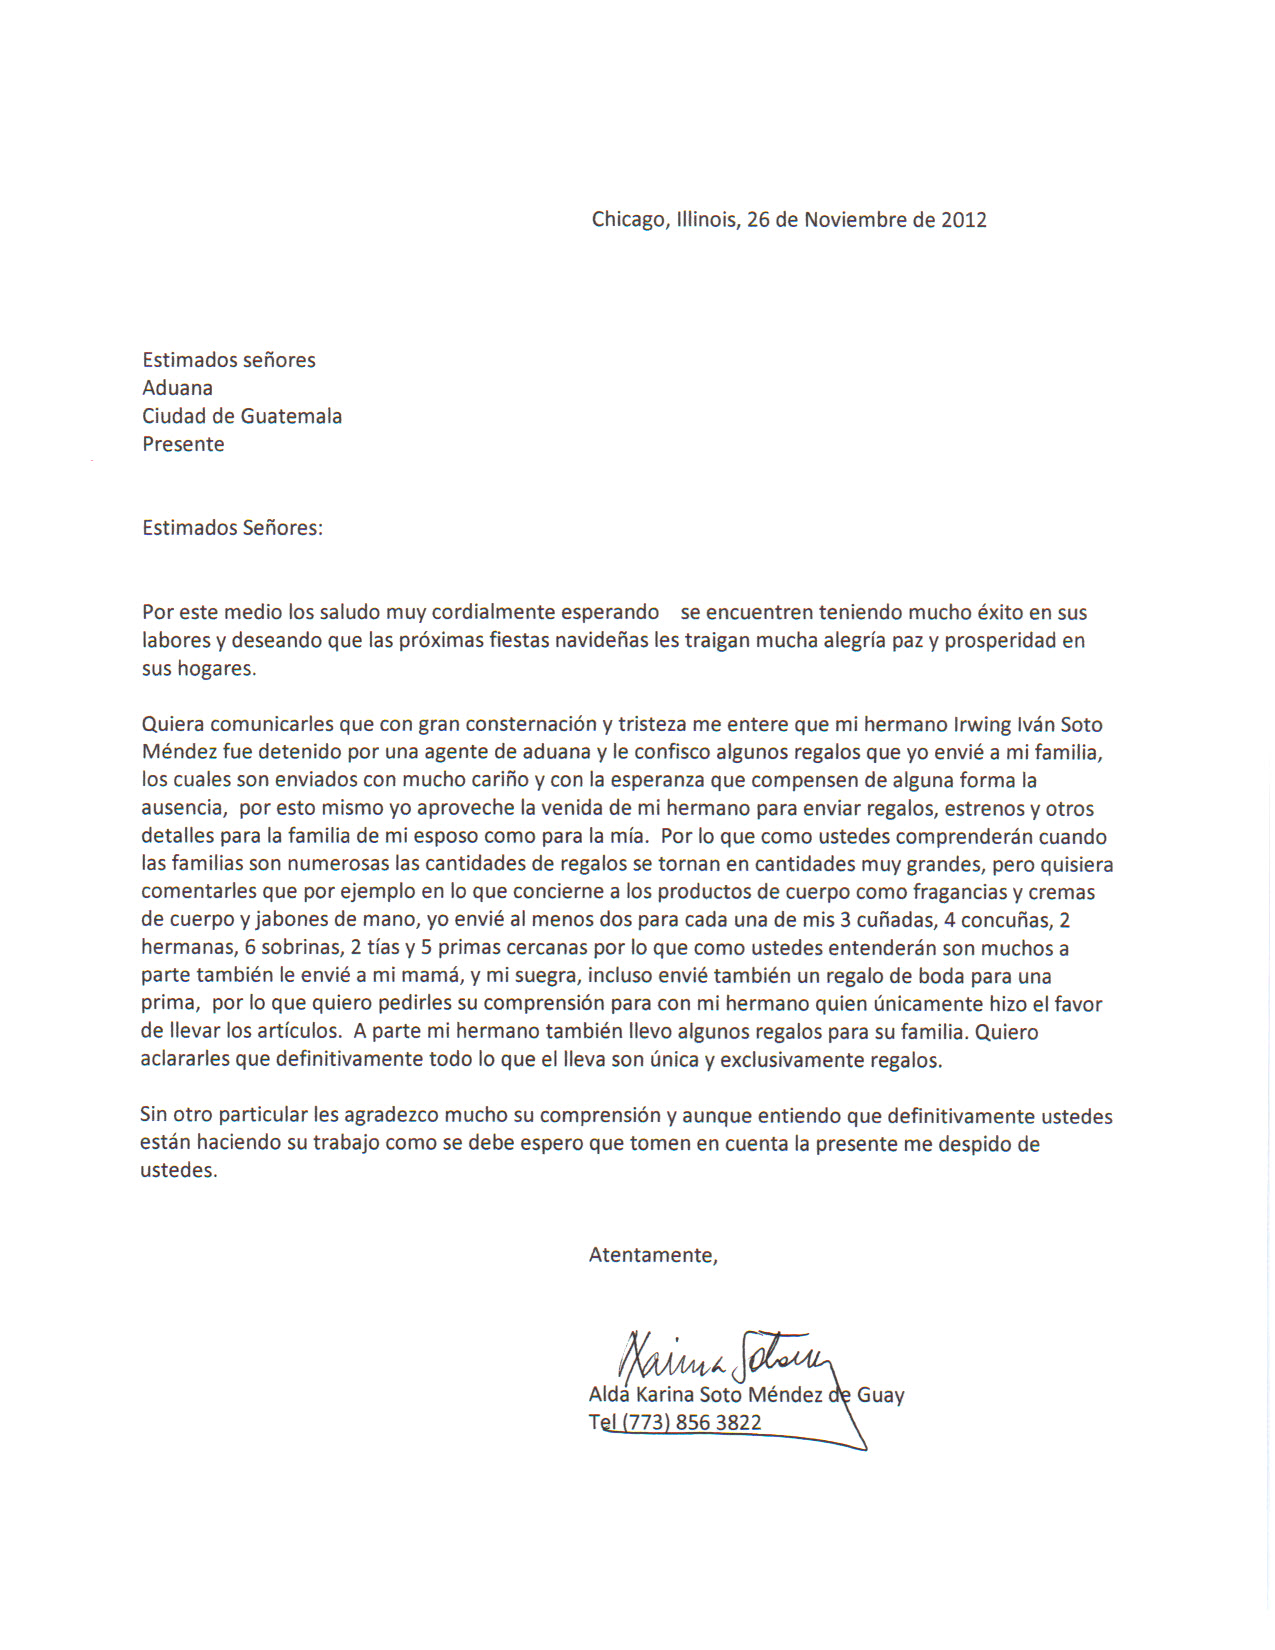 Chicago, Illinois, 26 de Noviembre de 2012
Estimados señores
Aduana
Ciudad de Guatemala
Presente
Estimados Señores:
Por este medio los saludo muy cordialmente esperando se encuentren teniendo mucho éxito en sus
labores y deseando que las próximas fiestas navideñas les traigan mucha alegría paz y prosperidad en
sus hogares.
Quiera comunicarles que con gran consternación y tristeza me entere que mi hermano Irwing Iván Soto
Méndez fue detenido por una agente de aduana y le confisco algunos regalos que yo envié a mi familia,
los cuales son enviados con mucho cariño y con la esperanza que compensen de alguna forma la
ausencia, por esto mismo yo aproveche la venida de mi hermano para enviar regalos, estrenos y otros
detalles para la familia de mi esposo como para la mía. Por lo que como ustedes comprenderán cuando
las familias son numerosas las cantidades de regalos se tornan en cantidades muy grandes, pero quisiera
comentarles que por ejemplo en lo que concierne a los productos de cuerpo como fragancias y cremas
de cuerpo y jabones de mano, yo envié al menos dos para cada una de mis 3 cuñadas, 4 concuñas, 2
hermanas, 6 sobrinas, 2 tías y 5 primas cercanas por lo que como ustedes entenderán son muchos a
parte también le envié a mi mamá, y mi suegra, incluso envié también un regalo de boda para una
prima, por lo que quiero pedirles su comprensión para con mi hermano quien únicamente hizo el favor
de llevar los artículos. A parte mi hermano también llevo algunos regalos para su familia. Quiero
aclararles que definitivamente todo lo que el lleva son única y exclusivamente regalos.
Sin otro particular les agradezco mucho su comprensión y aunque entiendo que definitivamente ustedes
están haciendo su trabajo como se debe espero que tomen en cuenta la presente me despido de
ustedes.
Atentamente,
Alda Karina Soto Méndez de Guay
Tel (773) 856 3822